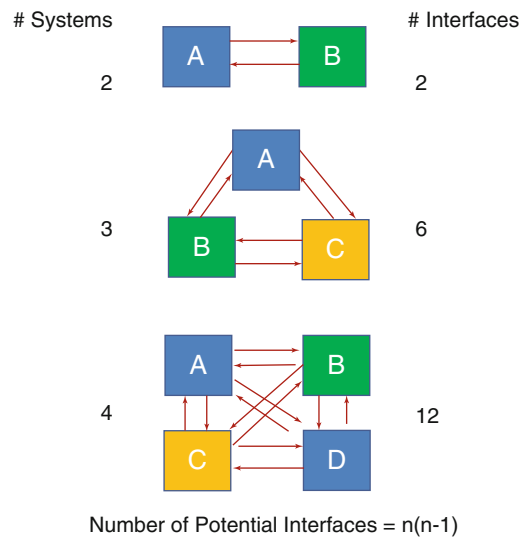 # Systems
# Interfaces
A
B
2
2
A
3
B
C
6
A
B
4
12
C
D
Number of Potential Interfaces = n(n-1)